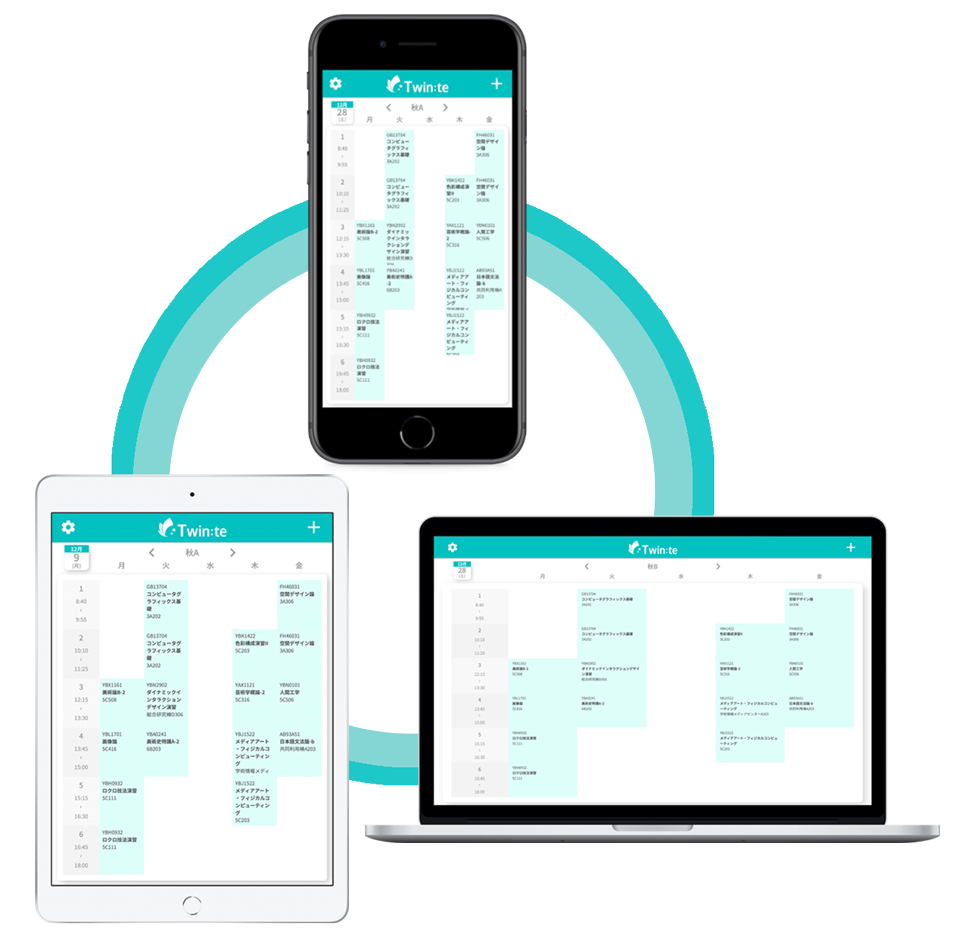 Twin:te
12月
28
(土)
秋A
月 火 水 木 金
1
8:40
9:55
GB13704
コンピュー
タグラフィ
ックス基礎
3A202
FH46031
空間デザイ
ン論
3A306
2
10:10
11:25
GB13704
コンピュー
タグラフィ
ックス基礎
3A202
YBK1422
色彩構成演
習II
5C203
FH46031
空間デザイ
ン論
3A306
3
12:15
13:30
YBX1161
美術論B-2
5C508
YBN2902
ダイナミッ
クインタラ
クションデ
ザイン演習
総合研究棟D
YAX1121
芸術学概論-
2
5C316
YBN0101
人間工学
5C506
4
13:45
15:00
YBL1701
画像論
5C416
YBA0241
美術史特講A
-2
6B203
YBJ1522
メディアア
ート・フィ
ジカルコン
ピューティ
ング
AB93A51
日本語文法
論-b
共同利用棟A
203
5
15:15
16:30
YBH0932
ロクロ技法
演習
5C111
YBJ1522
メディアア
ート・フィ
ジカルコン
ピューティ
ング
5C203
6
16:45
18:00
YBH0932
ロクロ技法
演習
5C111
Twin:te
12月
9
(月)
秋A
月 火 水 木 金
1
8:40
9:55
GB13704
コンピュータグ
ラフィックス基
礎
3A202
FH46031
空間デザイン論
3A306
2
10:10
11:25
GB13704
コンピュータグ
ラフィックス基
礎
3A202
YBK1422
色彩構成演習II
5C203
FH46031
空間デザイン論
3A306
3
12:15
13:30
YBX1161
美術論B-2
5C508
YBN2902
ダイナミックイン
タラクション
デザイン演習
総合研究棟D306
YAX1121
芸術学概論-2
5C316
YBN0101
人間工学
5C506
4
13:45
15:00
YBL1701
画像論
5C416
YBA0241
美術史特講A-2
6B203
YBJ1522
メディアアート
・フィジカルコ
ンピューティン
グ
学術情報メディ
AB93A51
日本語文法論-b
共同利用棟A203
5
15:15
16:30
YBH0932
ロクロ技法演習
5C111
YBJ1522
メディアアート
・フィジカルコ
ンピューティン
グ
5C203
6
16:45
18:00
YBH0932
ロクロ技法演習
5C111
Twin:te
12月
28
(土)
秋B
月 火 水 木 金
1
8:40
9:55
GB13704
コンピュータグラフィックス基礎
3A202
FH46031
空間デザイン論
3A306
2
10:10
11:25
GB13704
コンピュータグラフィックス基礎
3A202
YBK1422
色彩構成演習II
5C203
FH46031
空間デザイン論
3A306
3
12:15
13:30
YBX1161
美術論B-2
5C508
YBN2902
ダイナミックインタラクションデザイ
ン演習
総合研究棟D306
YAX1121
芸術学概論-2
5C316
YBN0101
人間工学
5C506
4
13:45
15:00
YBL1701
画像論
5C416
YBA0241
美術史特講A-2
6B203
YBJ1522
メディアアート・フィジカルコンピュ
ーティング
学術情報メディアセンターA203
AB93A51
日本語文法論-b
共同利用棟A203
5
15:15
16:30
YBH0932
ロクロ技法演習
5C111
YBJ1522
メディアアート・フィジカルコンピュ
ーティング
5C203
6
16:45
18:00
YBH0932
ロクロ技法演習
5C111